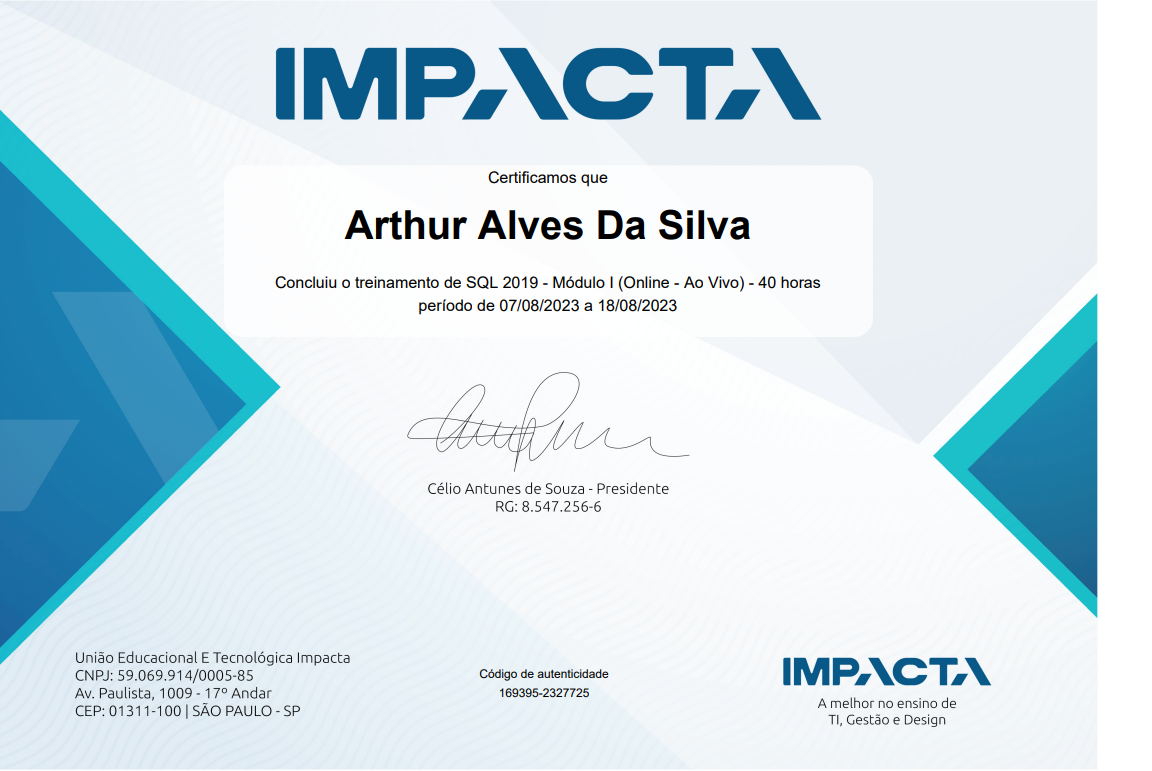 IMPACTA
Certificamos que
Arthur Alves Da Silva
Concluiu o treinamento de SQL 2019 - Módulo I (Online - Ao Vivo) - 40 horas
período de 07/08/2023 a 18/08/2023
Célio Antunes de Souza - Presidente
RG: 8.547.256-6
União Educacional E Tecnológica Impacta
CNPJ: 59.069.914/0005-85
Av. Paulista, 1009 - 17º Andar
CEP: 01311-100 | SÃO PAULO - SP
Código de autenticidade
169395-2327725
IMPACTA
A melhor no ensino de
TI, Gestão e Design